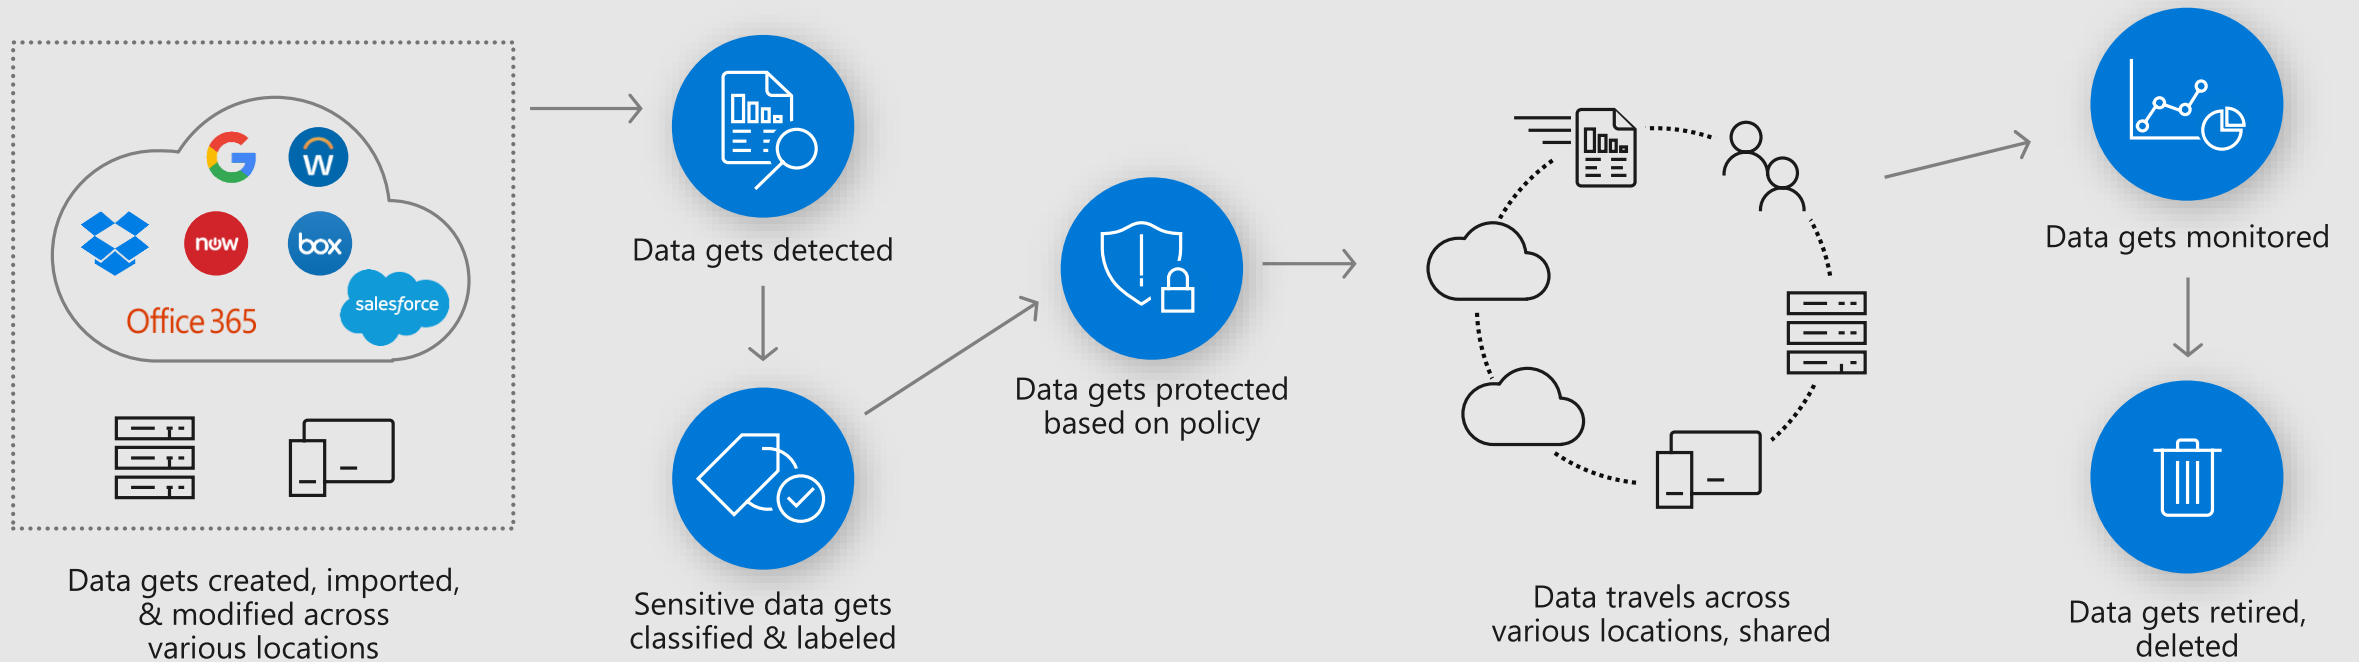 W
now
box
salesforce
Office 365
Data gets created, imported,
& modified across
various locations
Data gets detected
Sensitive data gets
classified & labeled
Data gets protected
based on policy
Data travels across
various locations, shared
Data gets monitored
Data gets retired,
deleted